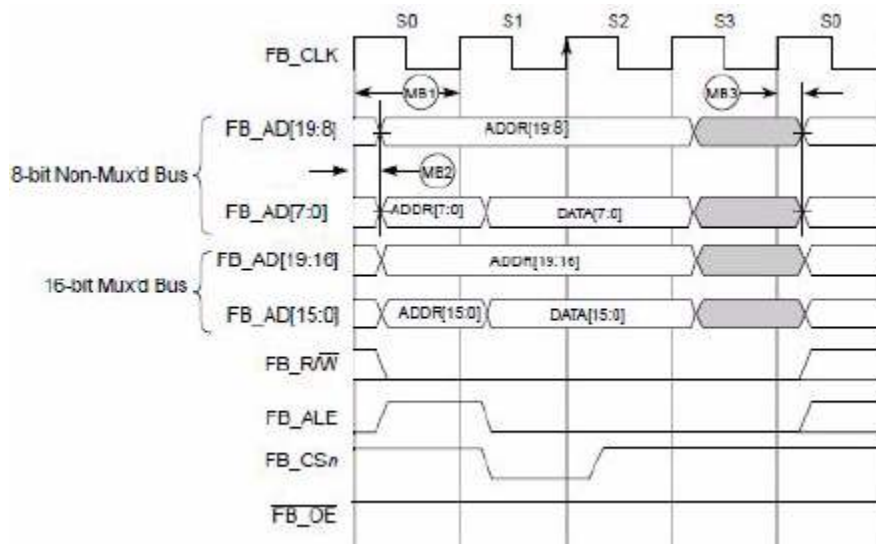 S0 S1 S2 S3 S0
FB_CLK
MB1 MB3
FB_AD[19:8] ADDR[19:8]
8-bit Non-Mux'd Bus MB2
FB_AD[7:0] ADDR[7:0] DATA[7:0]
FB_AD[19:16] ADDR[19:16]
16-bit Mux'd Bus
FB_AD[15:0] ADDR[15:0] DATA[15:0]
FB_R/W
FB_ALE
FB_CSn
FB_OE